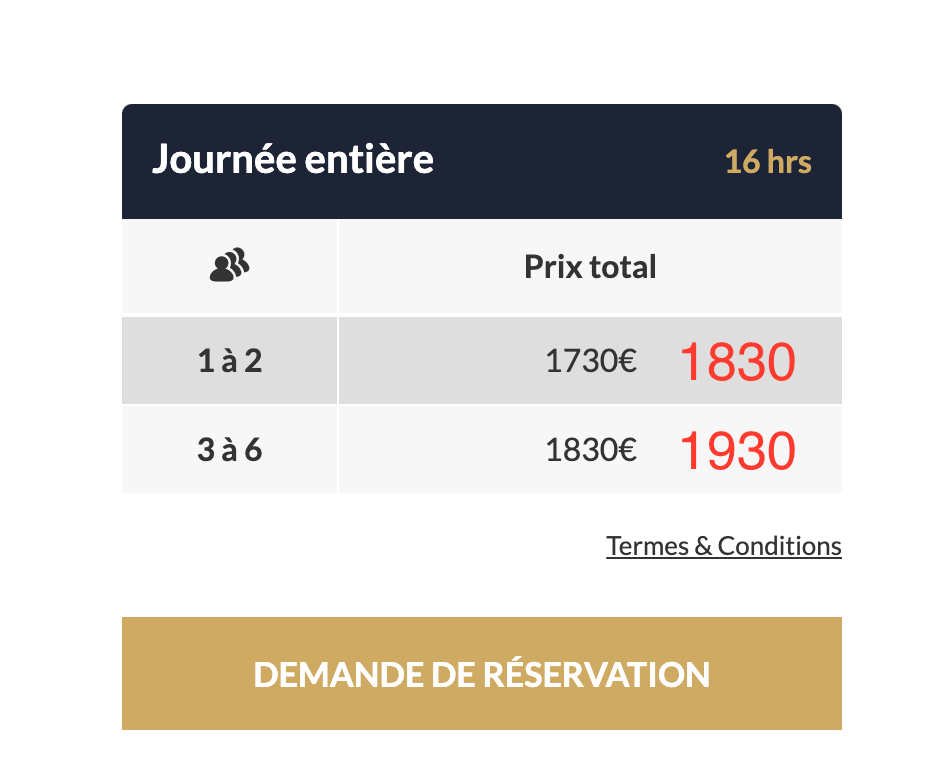 Journée entière 16 hrs
Prix total
1 à 2 1730€ 1830
3 à 6 1830€ 1930
Termes & Conditions
DEMANDE DE RÉSERVATION